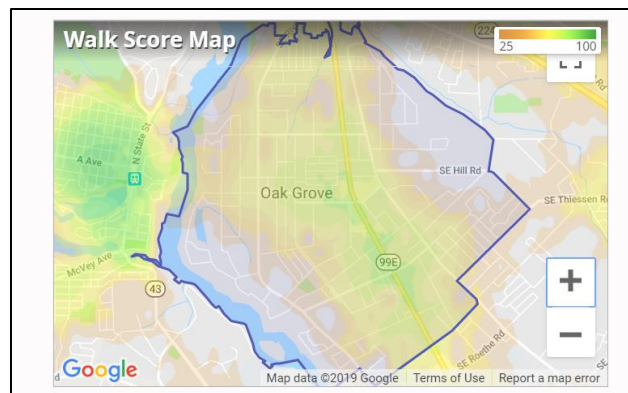 Walk Score Map
224
25 100
A Ave
N State St
SE Hill Rd
Oak Grove
SE Thiessen Rd
McVey Ave
99E
43
+
−
SE Roethe Rd
Google
d
Map data ©2019 Google Terms of Use Report a map error